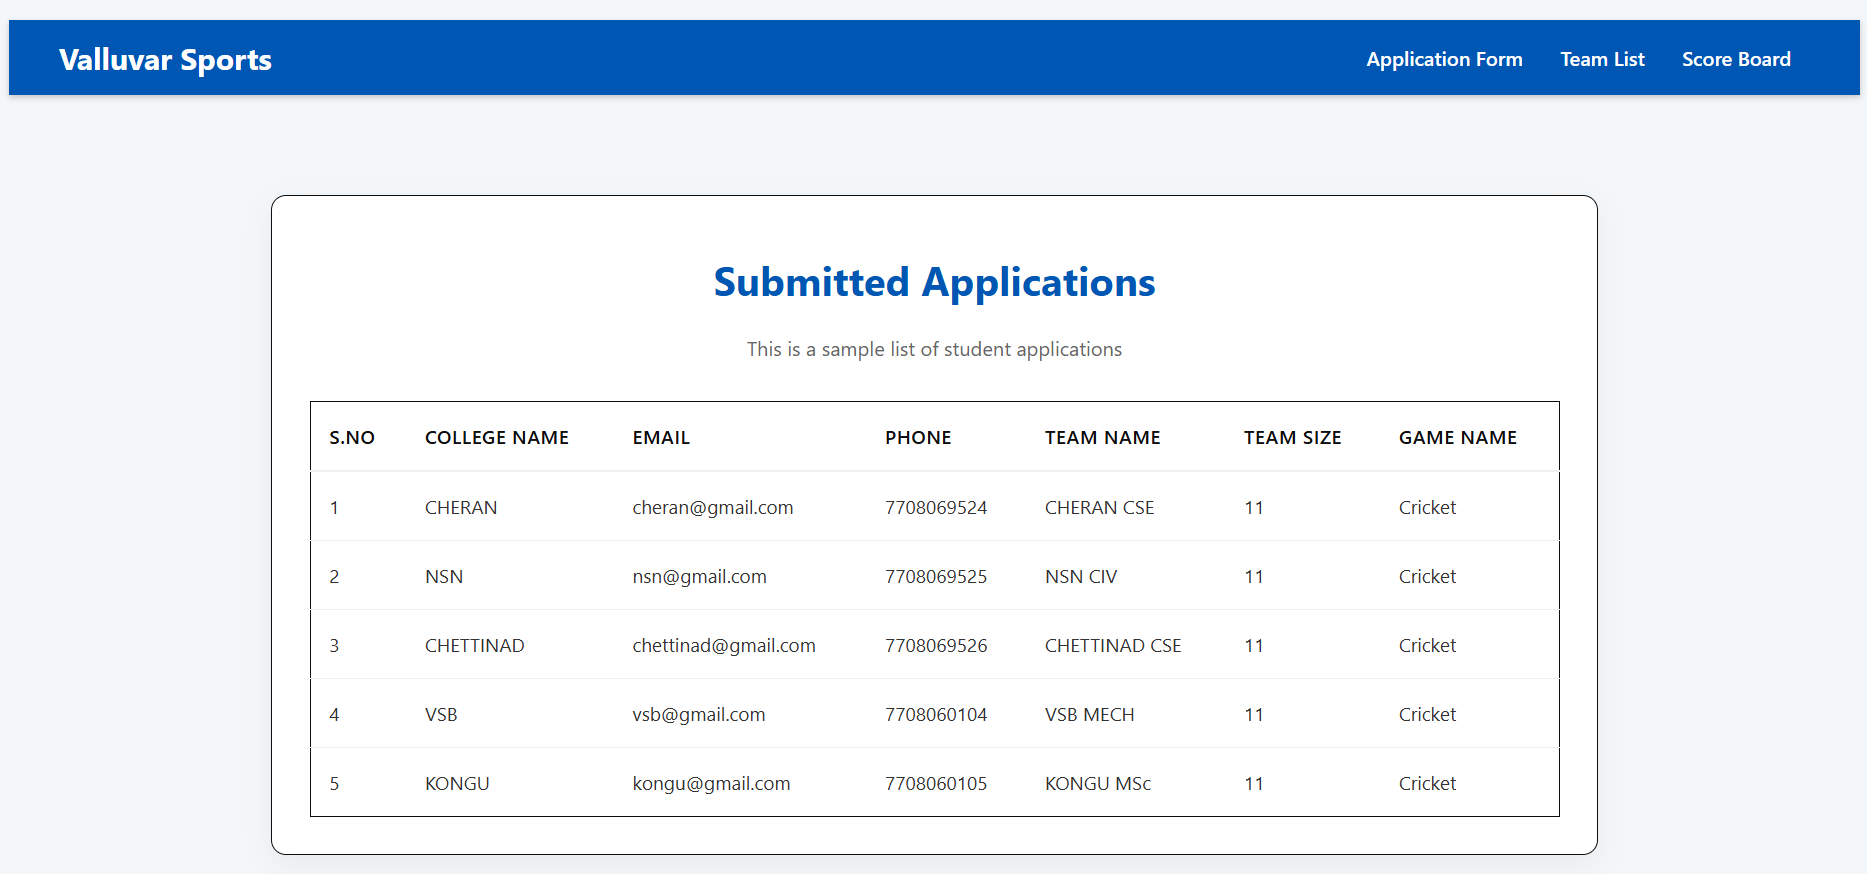 Valluvar Sports Application Form Team List Score Board
Submitted Applications
This is a sample list of student applications
S.NO COLLEGE NAME EMAIL PHONE TEAM NAME TEAM SIZE GAME NAME
1 CHERAN cheran@gmail.com 7708069524 CHERAN CSE 11 Cricket
2 NSN nsn@gmail.com 7708069525 NSN CIV 11 Cricket
3 CHETTINAD chettinad@gmail.com 7708069526 CHETTINAD CSE 11 Cricket
4 VSB vsb@gmail.com 7708060104 VSB MECH 11 Cricket
5 KONGU kongu@gmail.com 7708060105 KONGU MSc 11 Cricket